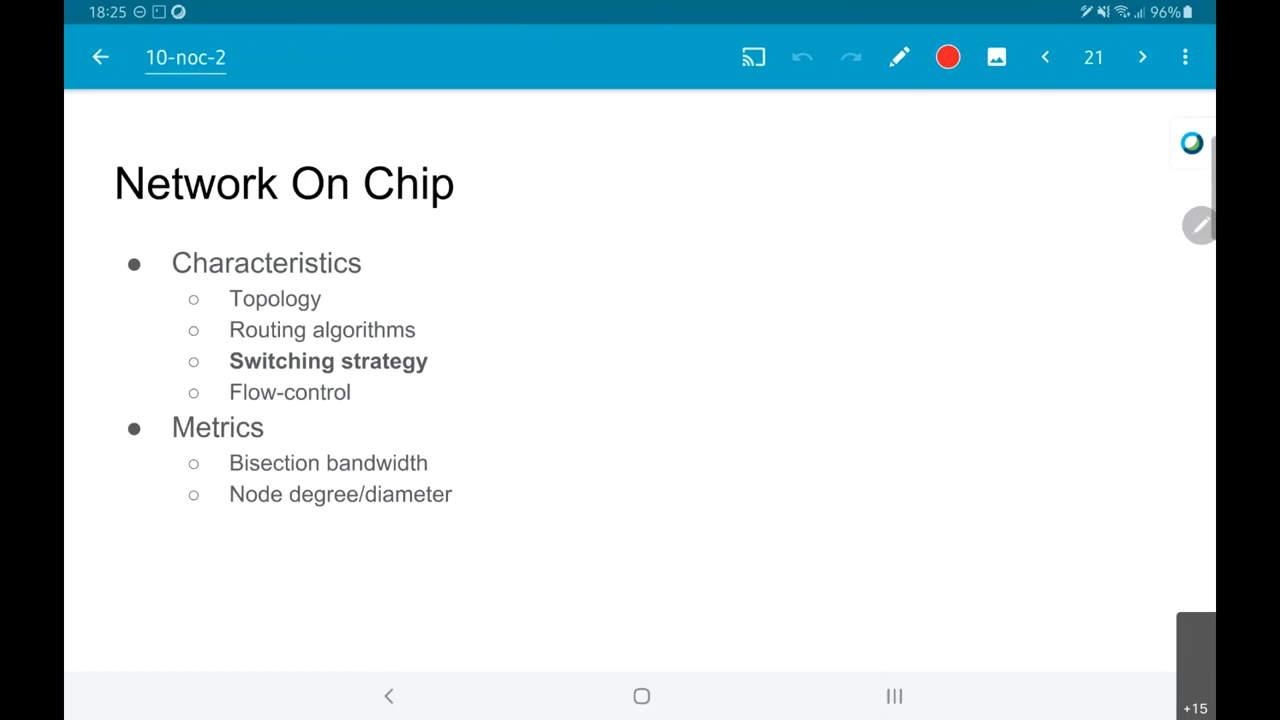 18:25
96%
10-noc-2
21
Network On Chip
Characteristics
Topology
Routing algorithms
Switching strategy
Flow-control
Metrics
Bisection bandwidth
Node degree/diameter
+15